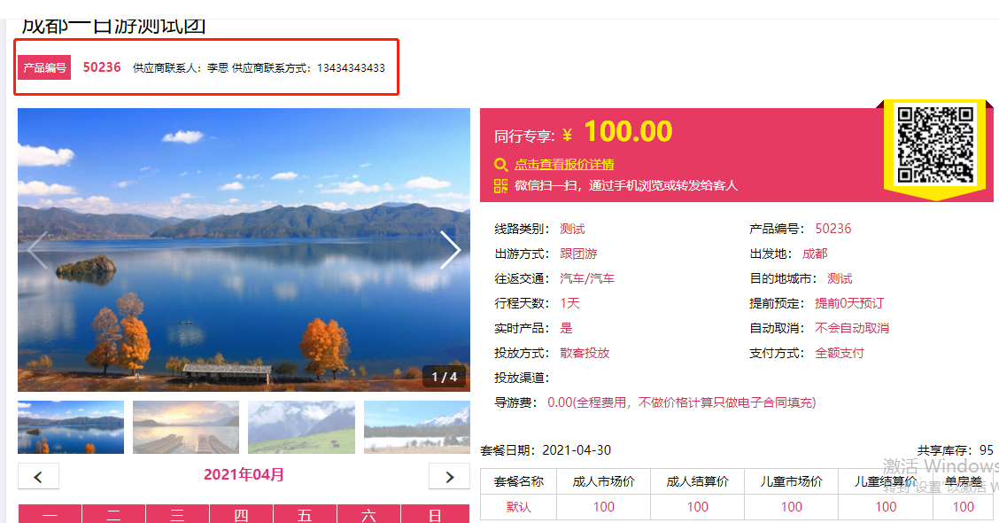 成都一日游测试团
产品编号 50236 供应商联系人：李思 供应商联系方式：13434343433
同行专享: ¥ 100.00
点击查看报价详情
微信扫一扫，通过手机浏览或转发给客人
线路类别： 测试 产品编号： 50236
出游方式： 跟团游 出发地： 成都
往返交通： 汽车/汽车 目的地城市： 测试
行程天数： 1天 提前预定： 提前0天预订
实时产品： 是 自动取消： 不会自动取消
投放方式： 散客投放 支付方式： 全额支付
投放渠道：
导游费： 0.00(全程费用，不做价格计算只做电子合同填充)
1 / 4
2021年04月
一 二 三 四 五 六 日
套餐日期：2021-04-30 共享库存：95
套餐名称 成人市场价 成人结算价 儿童市场价 儿童结算价 单房差
默认 100 100 100 100 100
激活 Windows
转到"设置"以激活 W